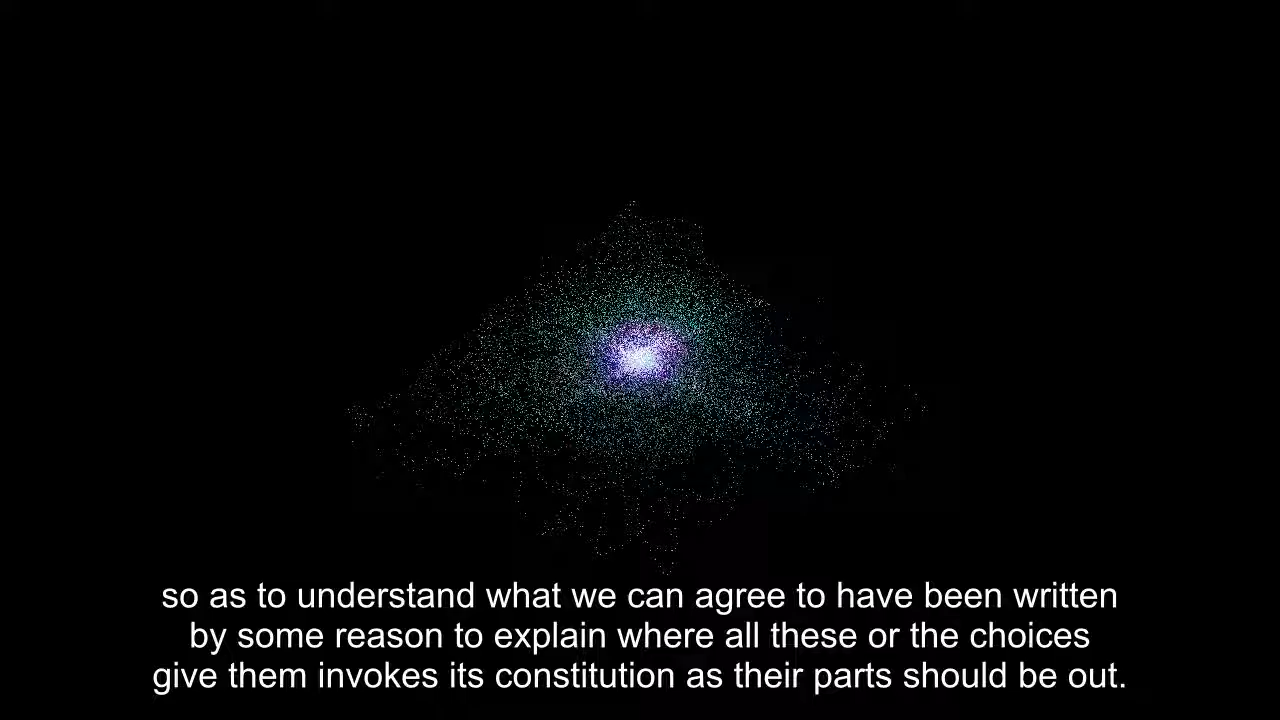 so as to understand what we can agree to have been written
by some reason to explain where all these or the choices
give them invokes its constitution as their parts should be out.